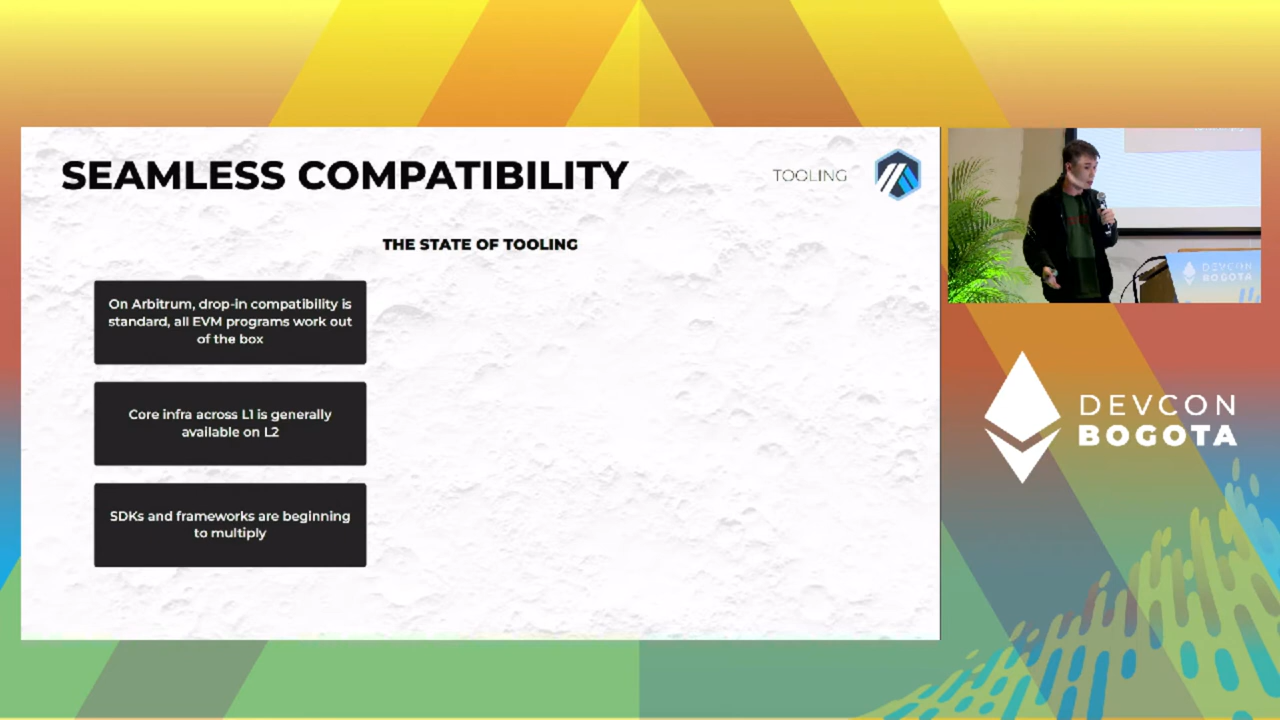 SEAMLESS COMPATIBILITY
TOOLING
THE STATE OF TOOLING
On Arbitrum, drop-in compatibility is
standard, all EVM programs work out
of the box
Core infra across L1 is generally
available on L2
SDKs and frameworks are beginning
to multiply
DEVCON
BOGOTA
DEVCON
BOGOTA